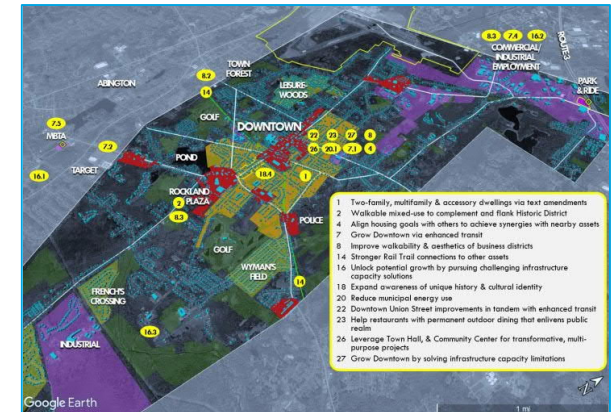 8.3 7.4 16.2
COMMERCIAL/
INDUSTRIAL
EMPLOYMENT
ROUTE 3
PARK
& RIDE
8.2
TOWN
FOREST
14
ABINGTON
LEISURE-
WOODS
GOLF
DOWNTOWN
7.5
MBTA
7.2
22 23 27 8
26 20.1 7.1 4
TARGET
16.1
POND
18.4
1
ROCKLAND
PLAZA
2
8.3
POLICE
GOLF
WYMAN'S
FIELD
14
FRENCH'S
CROSSING
INDUSTRIAL
16.3
1 Two-family, multifamily & accessory dwellings via text amendments
2 Walkable mixed-use to complement and flank Historic District
4 Align housing goals with others to achieve synergies with nearby assets
7 Grow Downtown via enhanced transit
8 Improve walkability & aesthetics of business districts
14 Stronger Rail Trail connections to other assets
16 Unlock potential growth by pursuing challenging infrastructure
capacity solutions
18 Expand awareness of unique history & cultural identity
20 Reduce municipal energy use
22 Downtown Union Street improvements in tandem with enhanced transit
23 Help restaurants with permanent outdoor dining that enlivens public
realm
26 Leverage Town Hall, & Community Center for transformative, multi-
purpose projects
27 Grow Downtown by solving infrastructure capacity limitations
Google Earth
1 mi